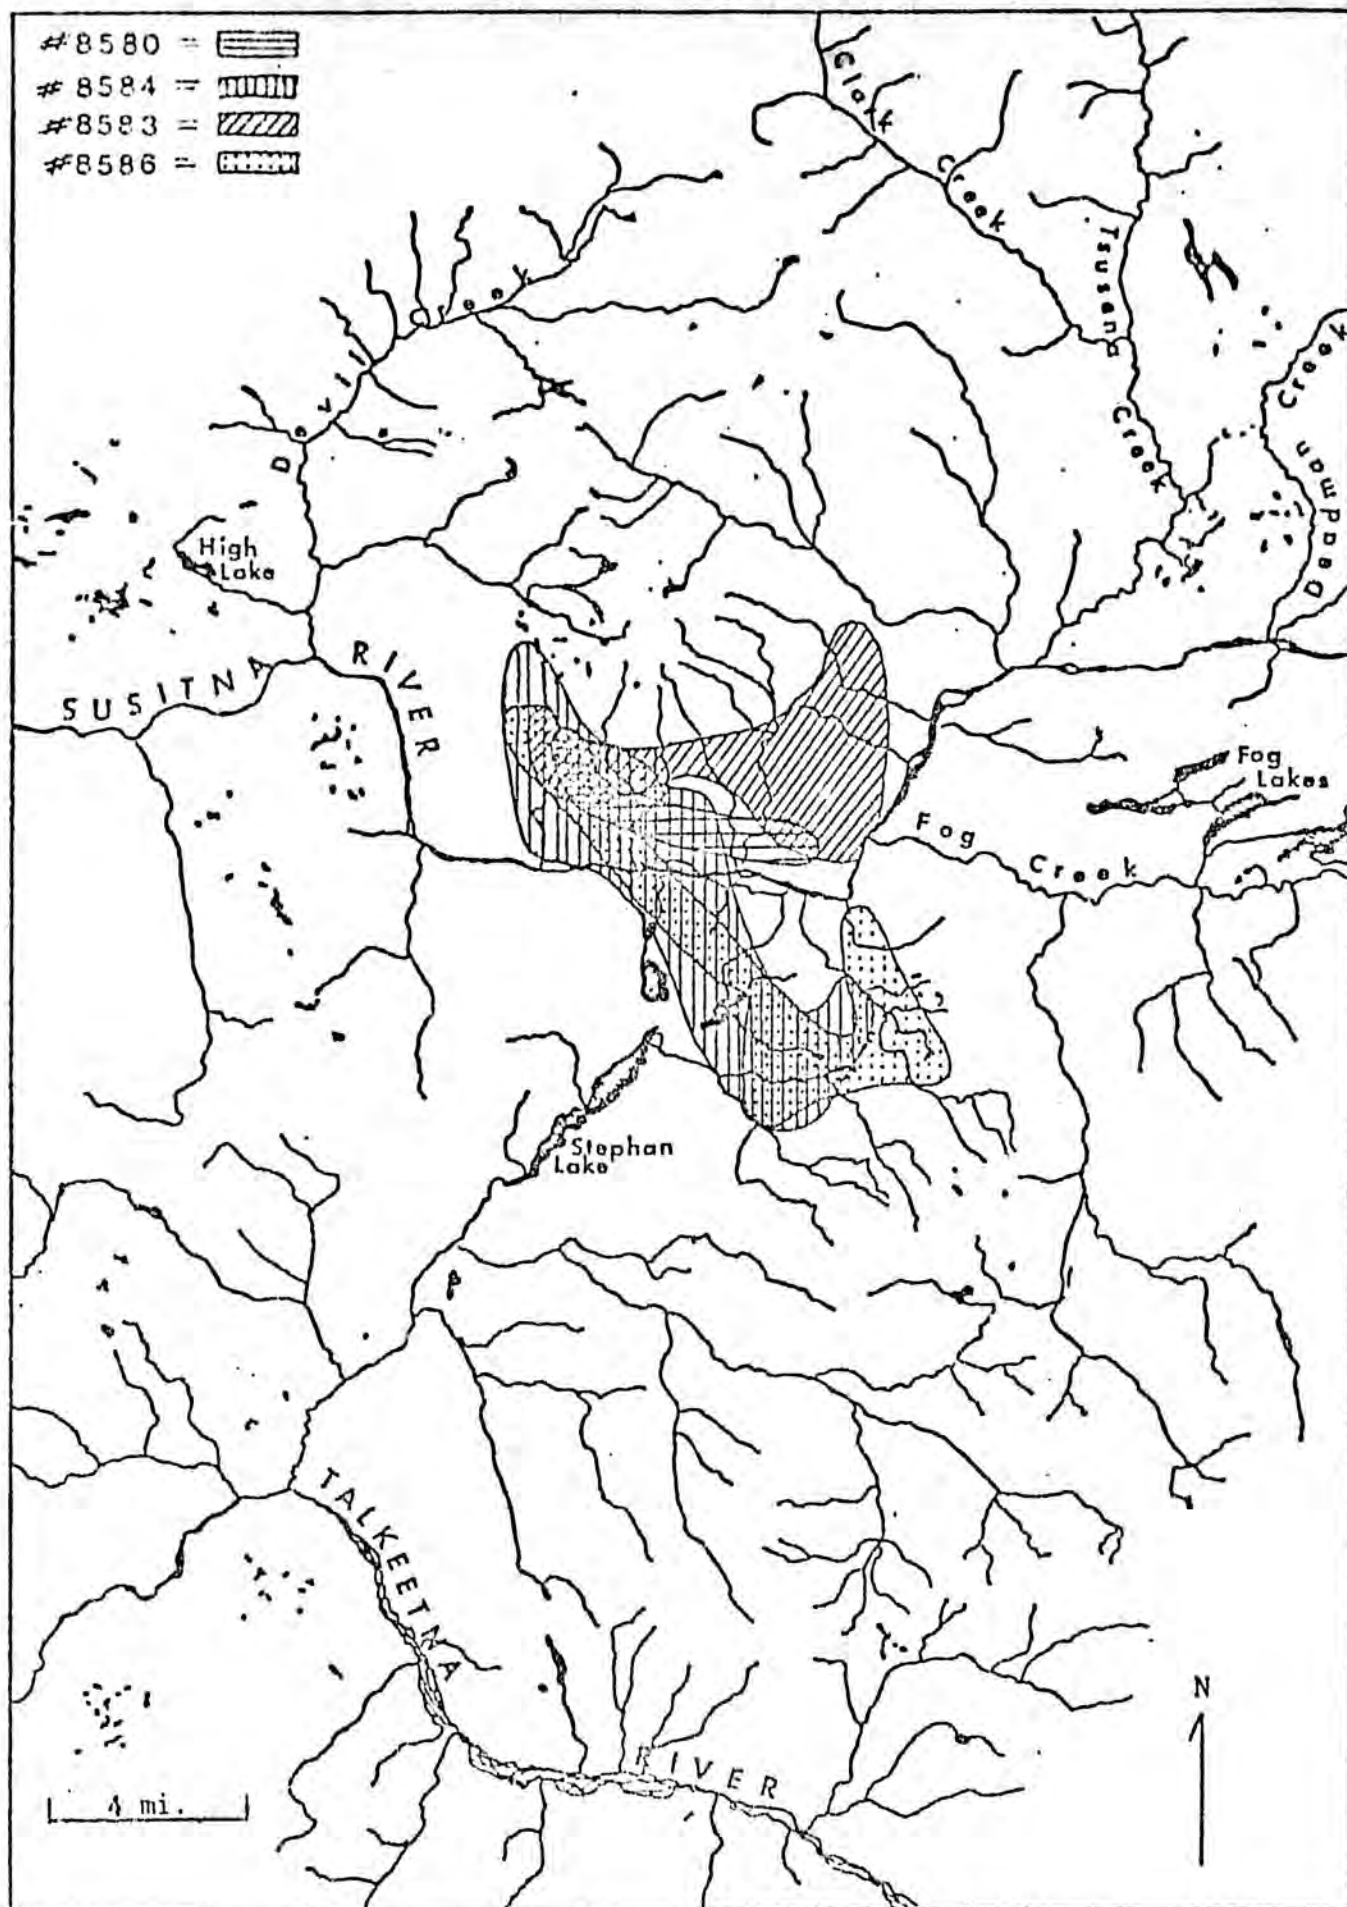 #8580 =
#8584 =
#8583 =
#8586 =
Clark Creek
Tsusena Creek
Deadman Creek
Devil Creek
High
Lake
SUSITNA RIVER
Fog
Lakes
Fog Creek
Stephan
Lake
TALKEETNA RIVER
N
4 mi.